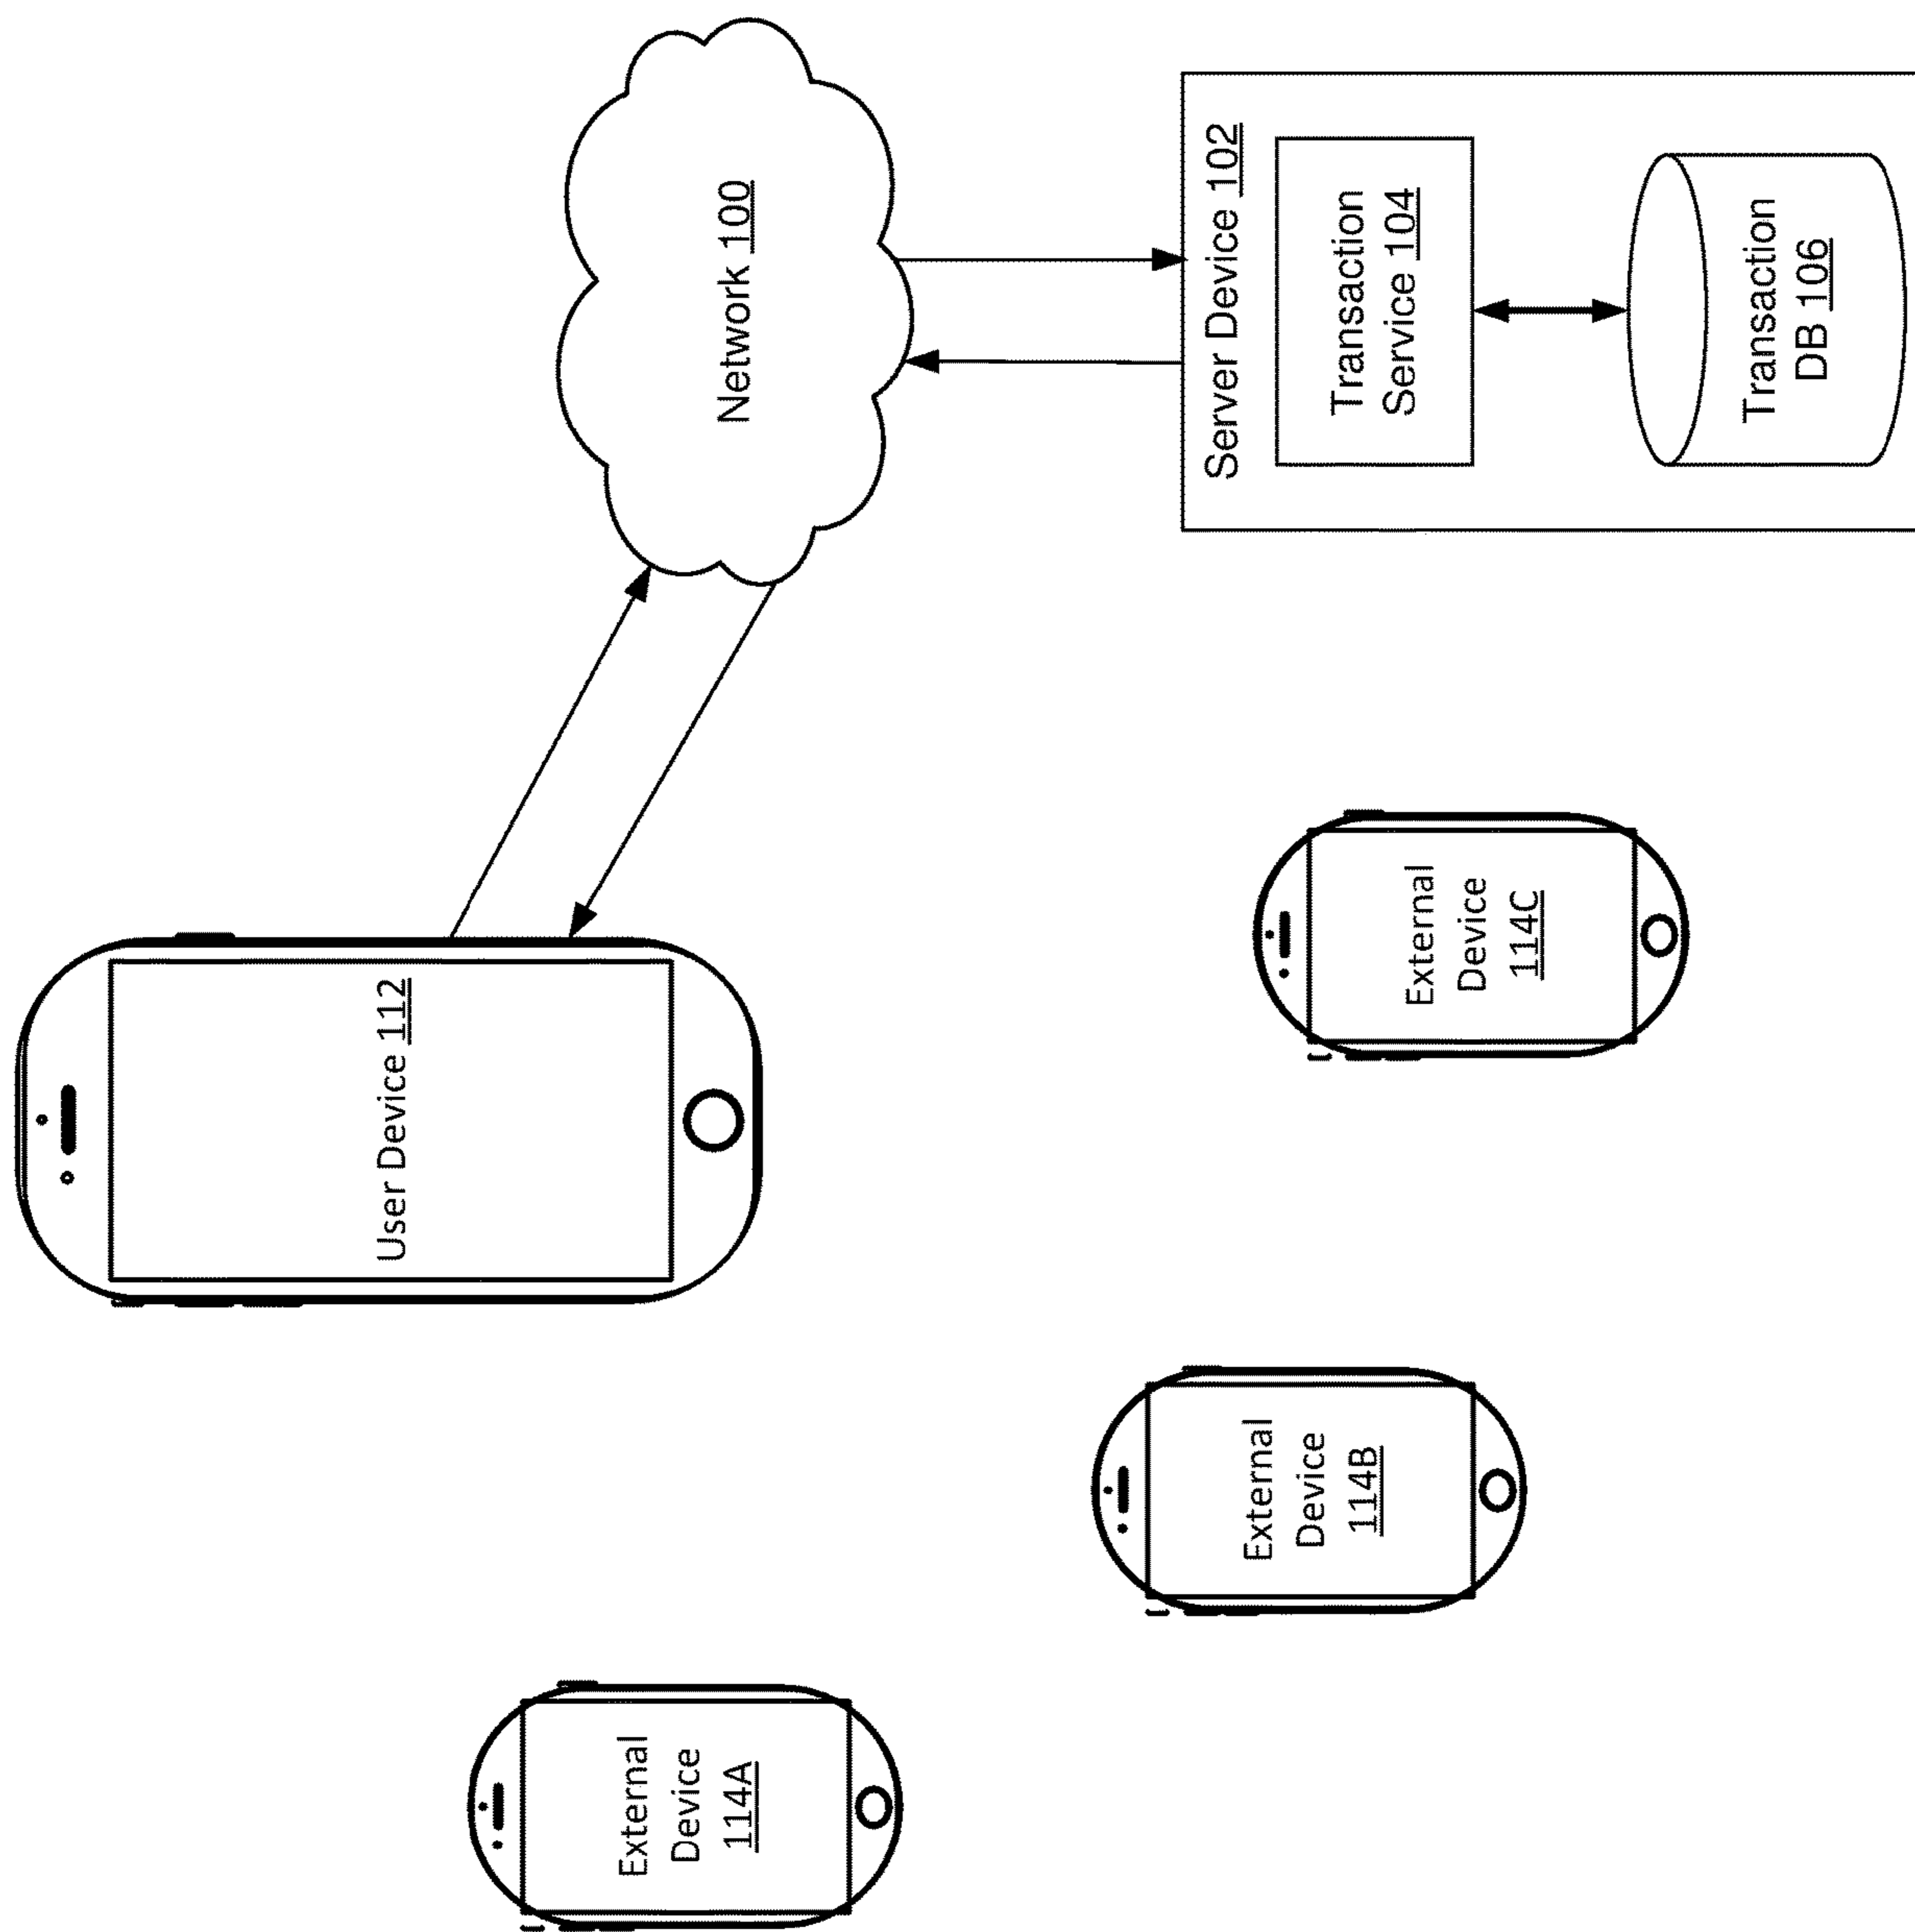 User Device 112
Network 100
External
Device
114A
External
Device
114B
External
Device
114C
Server Device 102
Transaction
Service 104
Transaction
DB 106